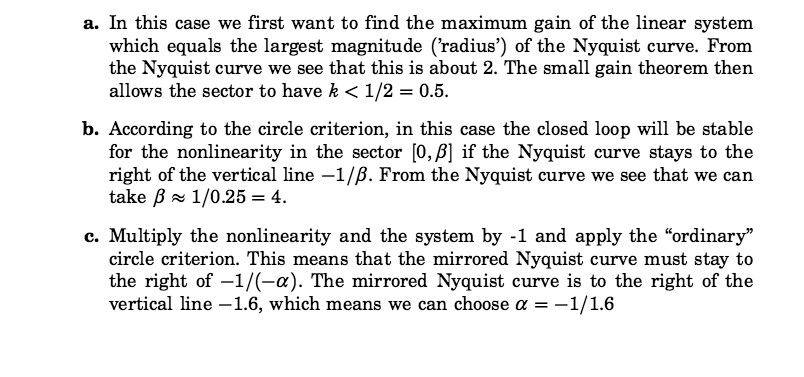 a. In this case we first want to find the maximum gain of the linear system
which equals the largest magnitude ('radius') of the Nyquist curve. From
the Nyquist curve we see that this is about 2. The small gain theorem then
allows the sector to have k < 1/2 = 0.5.
b. According to the circle criterion, in this case the closed loop will be stable
for the nonlinearity in the sector [0, β] if the Nyquist curve stays to the
right of the vertical line −1/β. From the Nyquist curve we see that we can
take β ≈ 1/0.25 = 4.
c. Multiply the nonlinearity and the system by -1 and apply the “ordinary”
circle criterion. This means that the mirrored Nyquist curve must stay to
the right of −1/(−α). The mirrored Nyquist curve is to the right of the
vertical line −1.6, which means we can choose α = −1/1.6